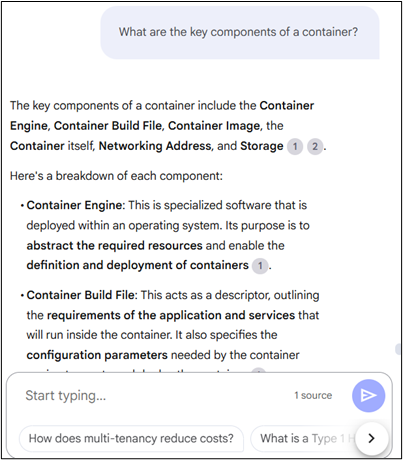 What are the key components of a container?
The key components of a container include the Container
Engine, Container Build File, Container Image, the
Container itself, Networking Address, and Storage 1 2.
Here's a breakdown of each component:
• Container Engine: This is specialized software that is
deployed within an operating system. Its purpose is to
abstract the required resources and enable the
definition and deployment of containers 1.
• Container Build File: This acts as a descriptor, outlining
the requirements of the application and services that
will run inside the container. It also specifies the
configuration parameters needed by the container
Start typing...
1 source
How does multi-tenancy reduce costs?
What is a Type 1